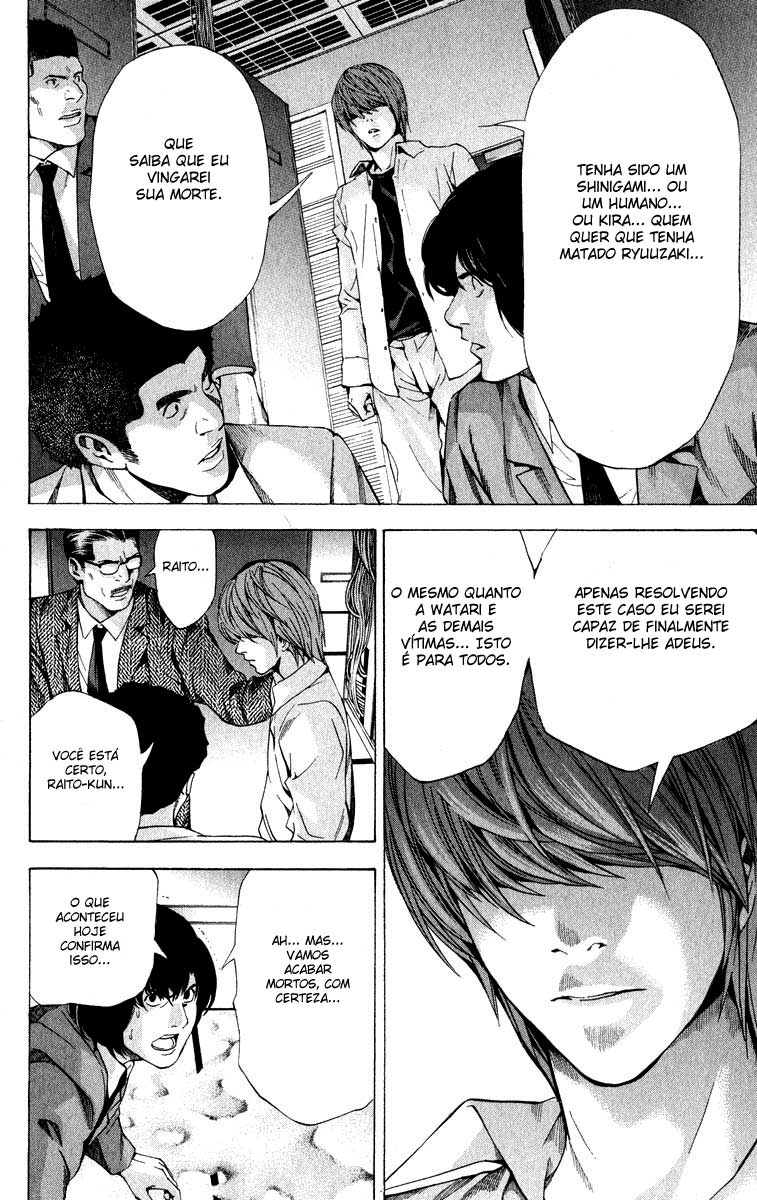 TENHA SIDO UM
SHINIGAMI... OU
UM HUMANO...
OU KIRA... QUEM
QUER QUE TENHA
MATADO RYUUZAKI...
QUE
SAIBA QUE EU
VINGAREI
SUA MORTE.
APENAS RESOLVENDO
ESTE CASO EU SEREI
CAPAZ DE FINALMENTE
DIZER-LHE ADEUS.
O MESMO QUANTO
A WATARI E
AS DEMAIS
VÍTIMAS... ISTO
É PARA TODOS.
RAITO...
VOCÊ ESTÁ
CERTO,
RAITO-KUN...
AH... MAS...
VAMOS
ACABAR
MORTOS, COM
CERTEZA...
O QUE
ACONTECEU
HOJE
CONFIRMA
ISSO...